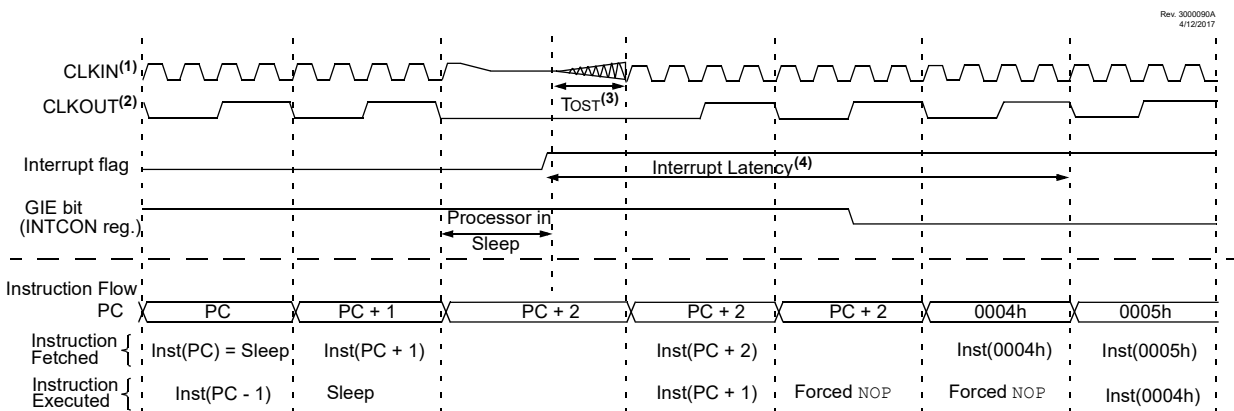 Rev. 3000090A
4/12/2017
CLKIN(1)
CLKOUT(2)
TOST(3)
Interrupt flag
Interrupt Latency(4)
GIE bit
(INTCON reg.)
Processor in
Sleep
Instruction Flow
PC PC PC + 1 PC + 2 PC + 2 PC + 2 0004h 0005h
Instruction
Fetched { Inst(PC) = Sleep Inst(PC + 1) Inst(PC + 2) Inst(0004h) Inst(0005h)
Instruction
Executed { Inst(PC - 1) Sleep Inst(PC + 1) Forced NOP Forced NOP Inst(0004h)